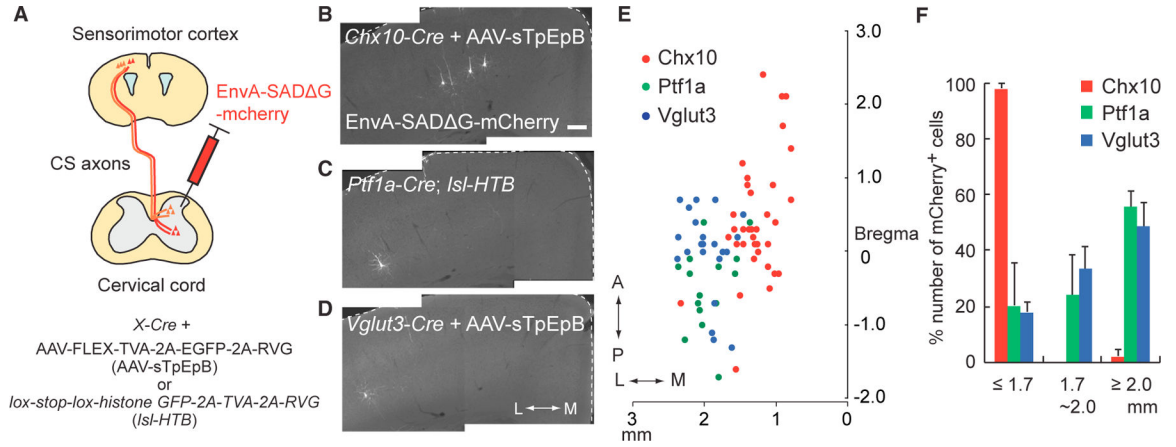 A
Sensorimotor cortex
EnvA-SADΔG
-mcherry
CS axons
Cervical cord
X-Cre +
AAV-FLEX-TVA-2A-EGFP-2A-RVG
(AAV-sTpEpB)
or
lox-stop-lox-histone GFP-2A-TVA-2A-RVG
(lsl-HTB)
B
Chx10-Cre + AAV-sTpEpB
EnvA-SADΔG-mCherry
C
Ptf1a-Cre; lsl-HTB
D
Vglut3-Cre + AAV-sTpEpB
L M
E
Chx10
Ptf1a
Vglut3
3.0
2.0
1.0
Bregma
0
-1.0
-2.0
A
P
L M
3 2 1 0
mm
F
Chx10
Ptf1a
Vglut3
% number of mCherry+ cells
100
80
60
40
20
0
≤ 1.7 1.7 ≥ 2.0
~2.0 mm